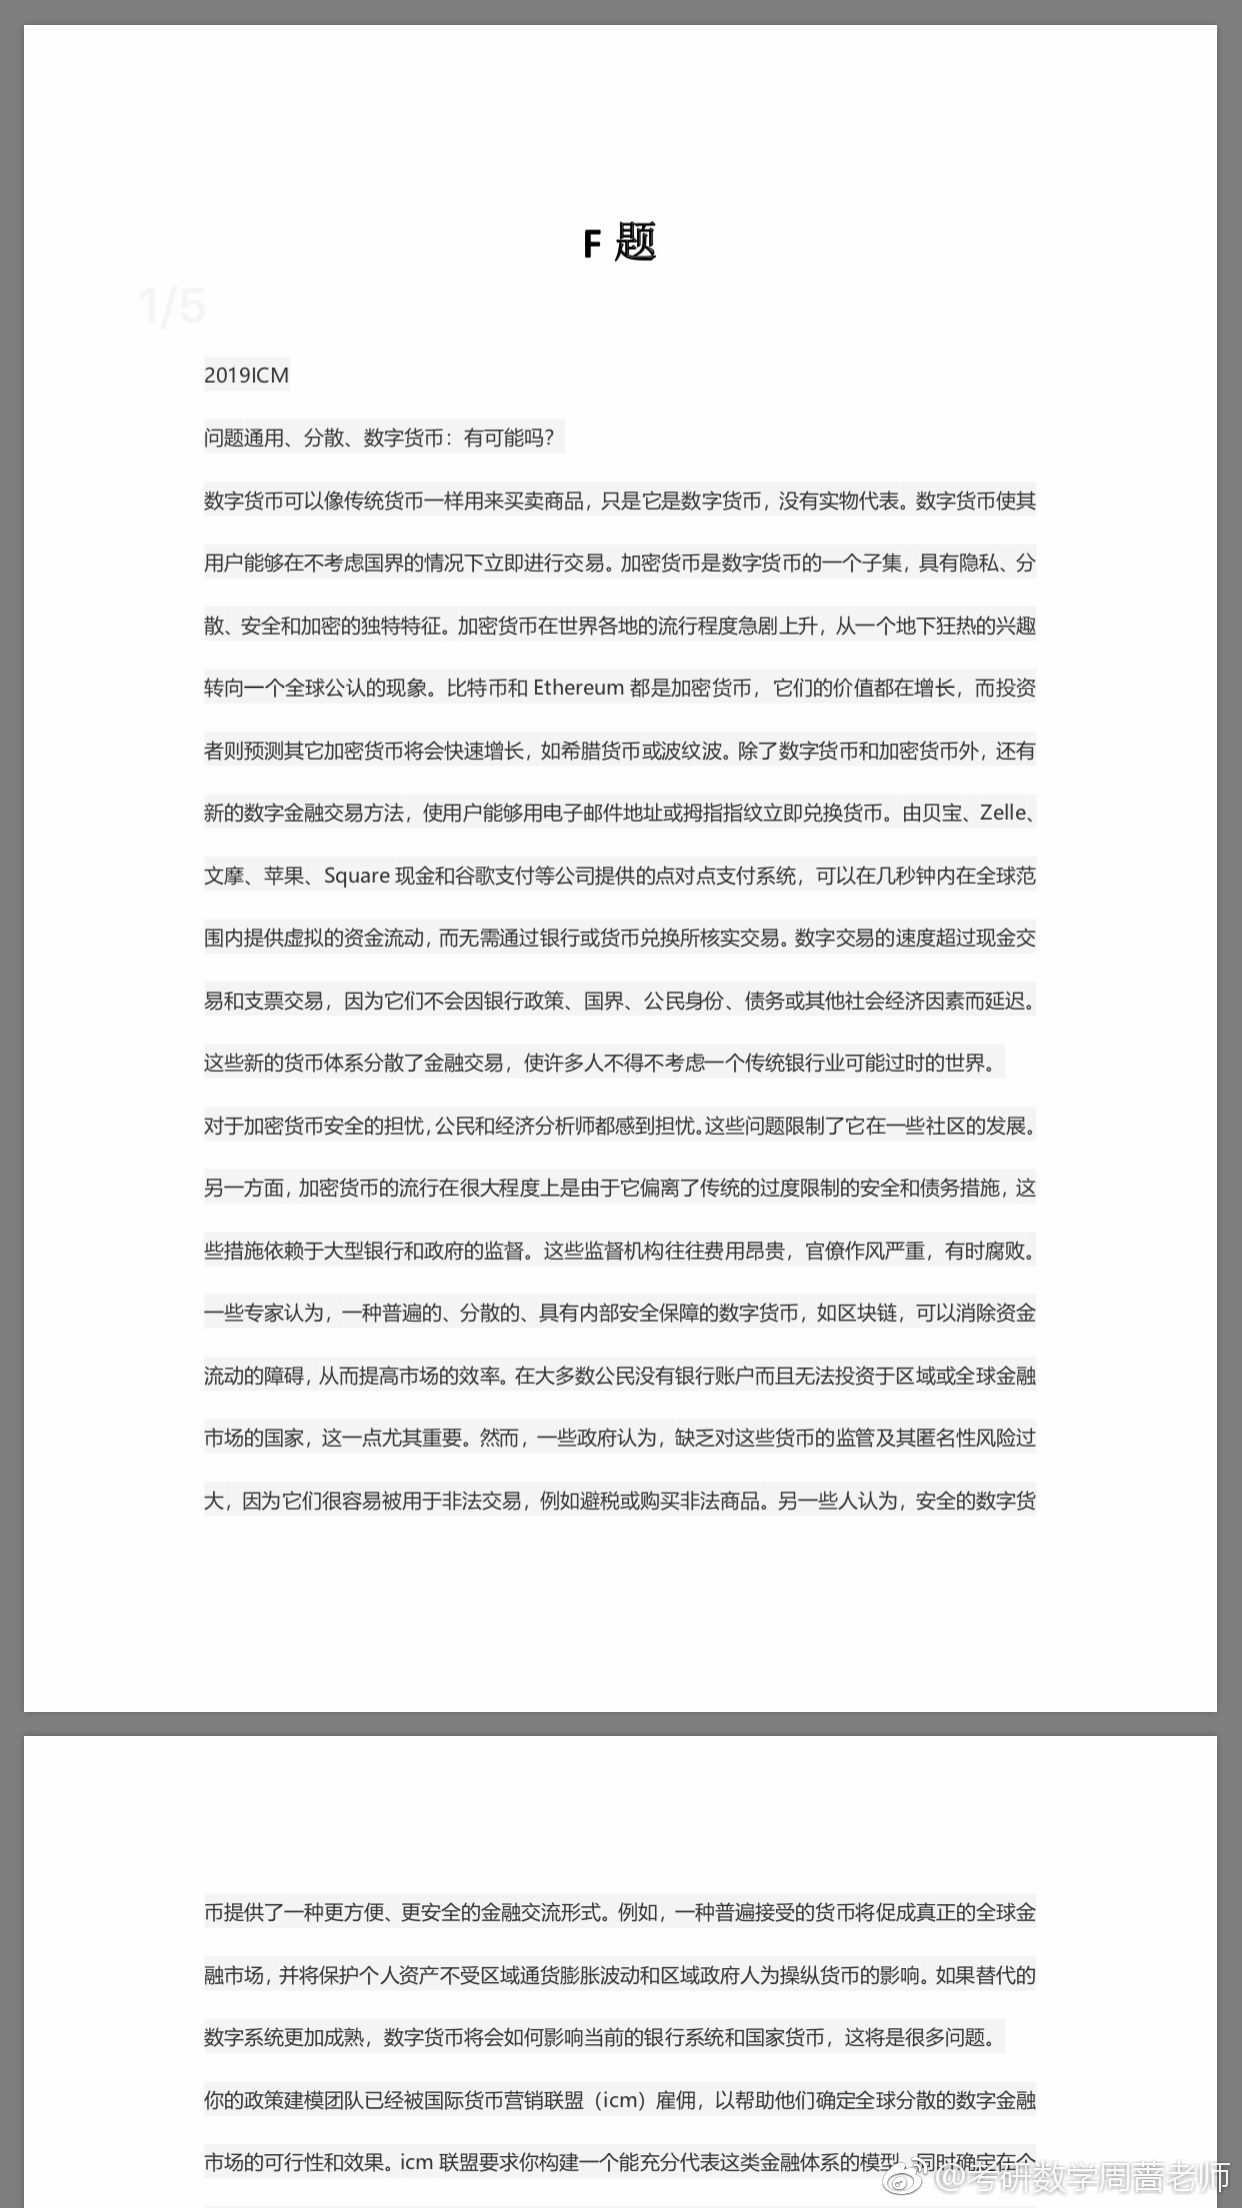 F 题
1/5
2019ICM
问题通用、分散、数字货币：有可能吗？
数字货币可以像传统货币一样用来买卖商品，只是它是数字货币，没有实物代表。数字货币使其
用户能够在不考虑国界的情况下立即进行交易。加密货币是数字货币的一个子集，具有隐私、分
散、安全和加密的独特特征。加密货币在世界各地的流行程度急剧上升，从一个地下狂热的兴趣
转向一个全球公认的现象。比特币和 Ethereum 都是加密货币，它们的价值都在增长，而投资
者则预测其它加密货币将会快速增长，如希腊货币或波纹波。除了数字货币和加密货币外，还有
新的数字金融交易方法，使用户能够用电子邮件地址或拇指指纹立即兑换货币。由贝宝、Zelle、
文摩、苹果、Square 现金和谷歌支付等公司提供的点对点支付系统，可以在几秒钟内在全球范
围内提供虚拟的资金流动，而无需通过银行或货币兑换所核实交易。数字交易的速度超过现金交
易和支票交易，因为它们不会因银行政策、国界、公民身份、债务或其他社会经济因素而延迟。
这些新的货币体系分散了金融交易，使许多人不得不考虑一个传统银行业可能过时的世界。
对于加密货币安全的担忧，公民和经济分析师都感到担忧。这些问题限制了它在一些社区的发展。
另一方面，加密货币的流行在很大程度上是由于它偏离了传统的过度限制的安全和债务措施，这
些措施依赖于大型银行和政府的监督。这些监督机构往往费用昂贵，官僚作风严重，有时腐败。
一些专家认为，一种普遍的、分散的、具有内部安全保障的数字货币，如区块链，可以消除资金
流动的障碍，从而提高市场的效率。在大多数公民没有银行账户而且无法投资于区域或全球金融
市场的国家，这一点尤其重要。然而，一些政府认为，缺乏对这些货币的监管及其匿名性风险过
大，因为它们很容易被用于非法交易，例如避税或购买非法商品。另一些人认为，安全的数字货
币提供了一种更方便、更安全的金融交流形式。例如，一种普遍接受的货币将促成真正的全球金
融市场，并将保护个人资产不受区域通货膨胀波动和区域政府人为操纵货币的影响。如果替代的
数字系统更加成熟，数字货币将会如何影响当前的银行系统和国家货币，这将是很多问题。
你的政策建模团队已经被国际货币营销联盟（icm）雇佣，以帮助他们确定全球分散的数字金融
市场的可行性和效果。icm 联盟要求你构建一个能充分代表这类金融体系的模型，同时确定在个
@考研数学周蔷老师